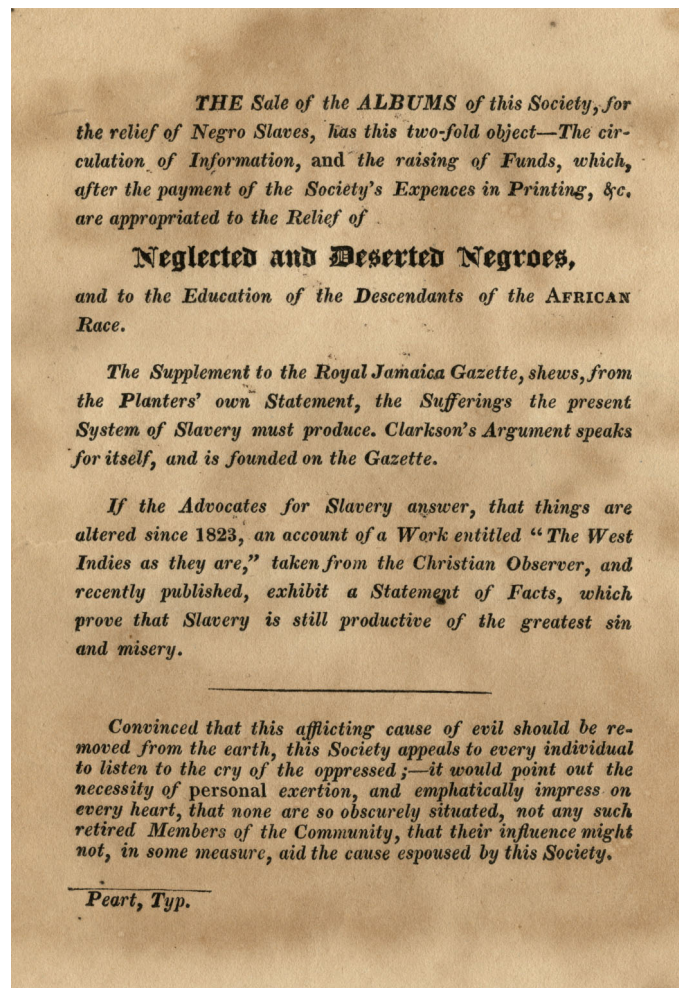 THE Sale of the ALBUMS of this Society, for
the relief of Negro Slaves, has this two-fold object—The cir-
culation of Information, and the raising of Funds, which,
after the payment of the Society's Expences in Printing, &c.
are appropriated to the Relief of
Neglected and Deserted Negroes,
and to the Education of the Descendants of the AFRICAN
Race.
The Supplement to the Royal Jamaica Gazette, shews, from
the Planters' own Statement, the Sufferings the present
System of Slavery must produce. Clarkson's Argument speaks
for itself, and is founded on the Gazette.
If the Advocates for Slavery answer, that things are
altered since 1823, an account of a Work entitled "The West
Indies as they are," taken from the Christian Observer, and
recently published, exhibit a Statement of Facts, which
prove that Slavery is still productive of the greatest sin
and misery.
Convinced that this afflicting cause of evil should be re-
moved from the earth, this Society appeals to every individual
to listen to the cry of the oppressed;—it would point out the
necessity of personal exertion, and emphatically impress on
every heart, that none are so obscurely situated, not any such
retired Members of the Community, that their influence might
not, in some measure, aid the cause espoused by this Society.
Peart, Typ.